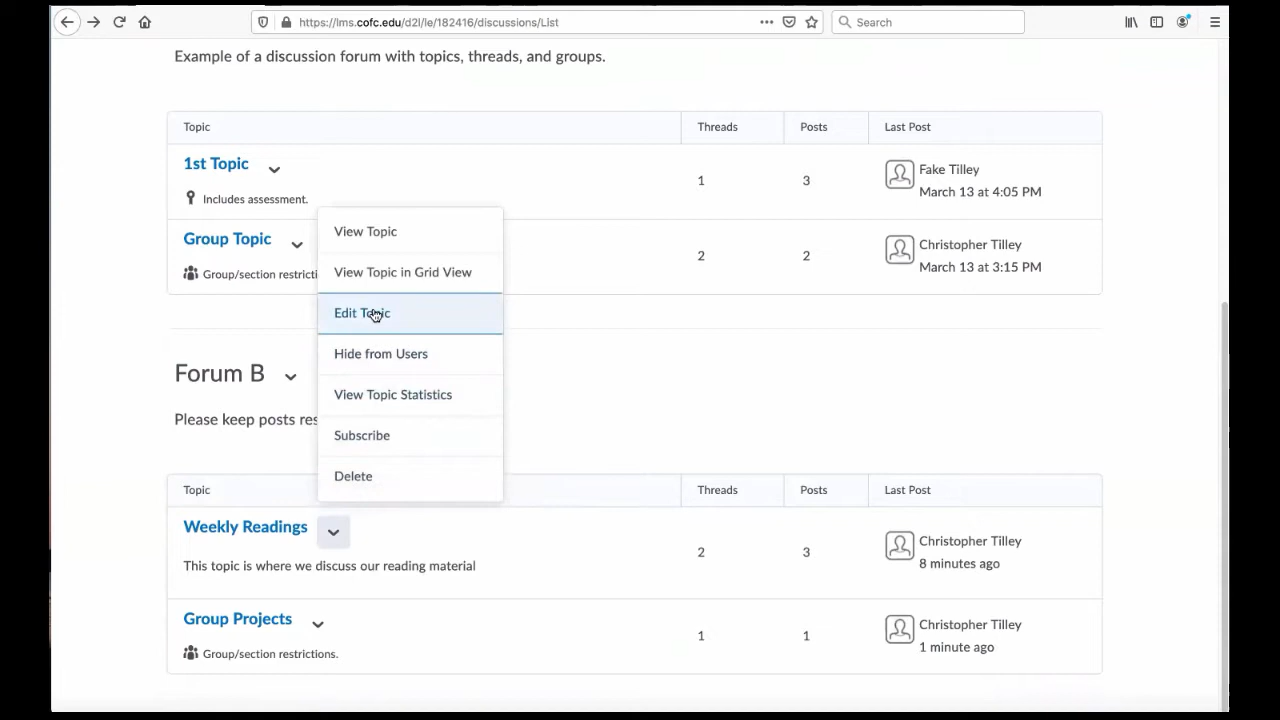 https://lms.cofc.edu/d2l/le/182416/discussions/List
Search
Example of a discussion forum with topics, threads, and groups.
Topic Threads Posts Last Post
1st Topic 1 3 Fake Tilley
March 13 at 4:05 PM
Includes assessment.
Group Topic 2 2 Christopher Tilley
March 13 at 3:15 PM
Group/section restricti
View Topic
View Topic in Grid View
Edit Topic
Hide from Users
View Topic Statistics
Subscribe
Delete
Forum B
Please keep posts res
Topic Threads Posts Last Post
Weekly Readings 2 3 Christopher Tilley
8 minutes ago
This topic is where we discuss our reading material
Group Projects 1 1 Christopher Tilley
1 minute ago
Group/section restrictions.